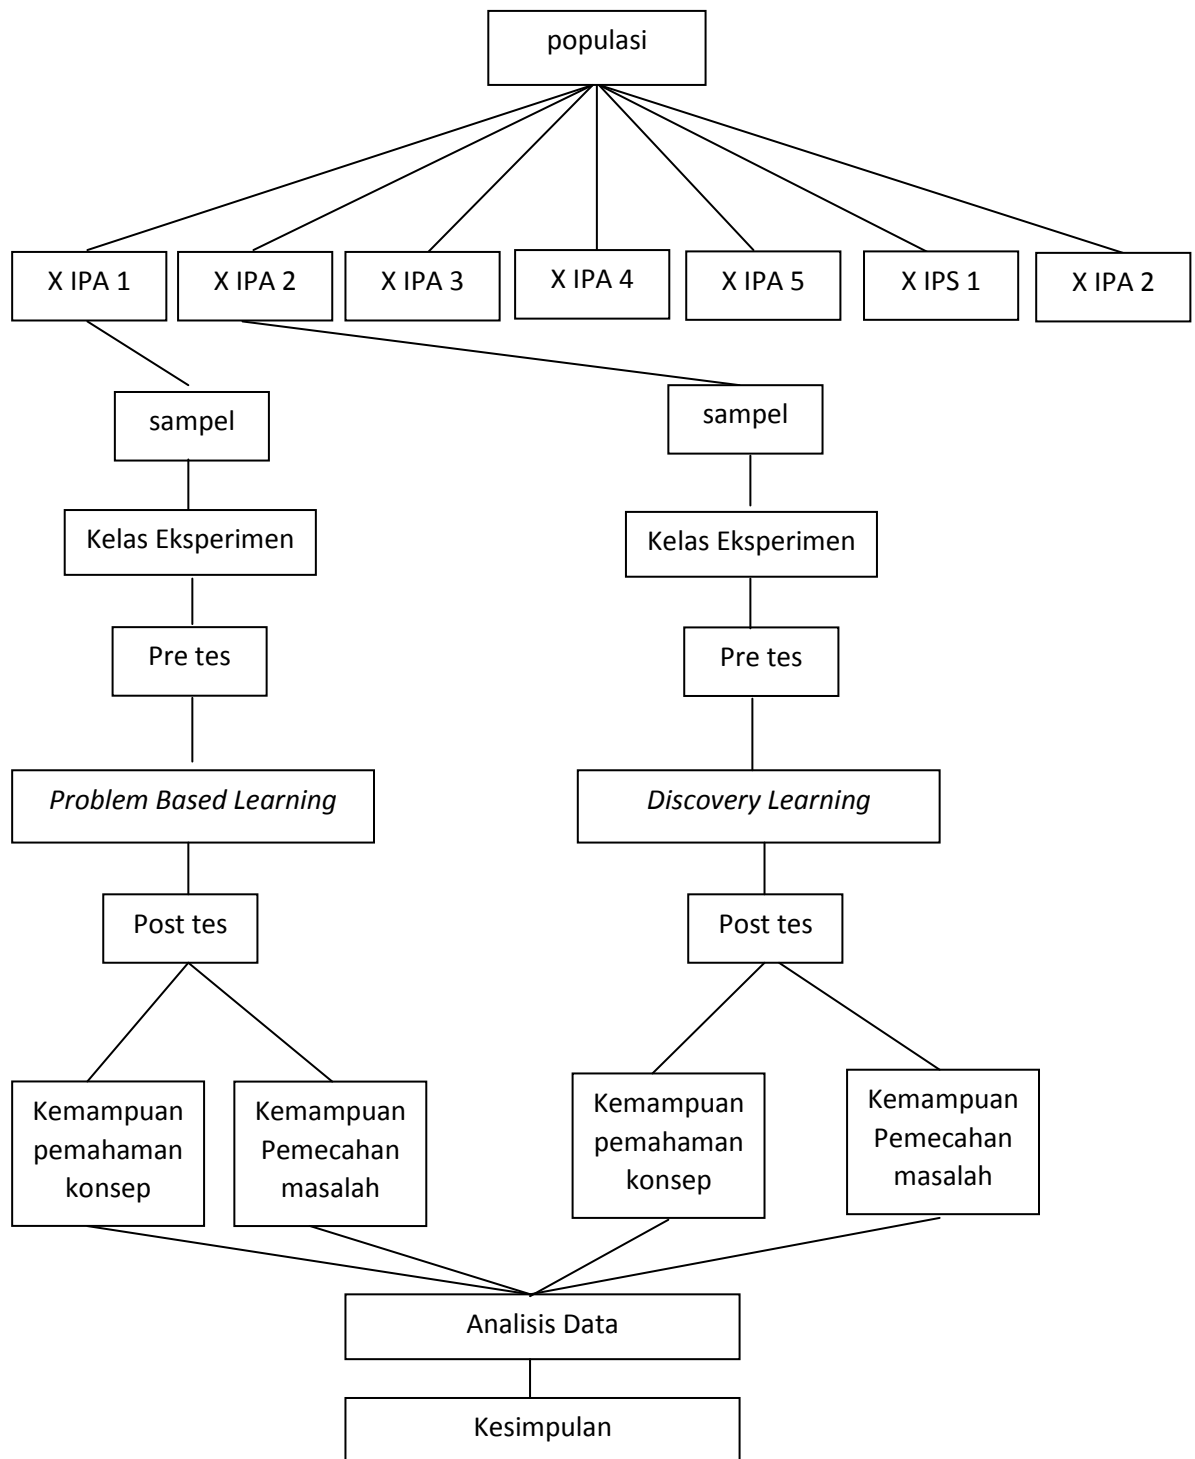 populasi
X IPA 1
X IPA 2
X IPA 3
X IPA 4
X IPA 5
X IPS 1
X IPA 2
sampel
sampel
Kelas Eksperimen
Kelas Eksperimen
Pre tes
Pre tes
Problem Based Learning
Discovery Learning
Post tes
Post tes
Kemampuan
pemahaman
konsep
Kemampuan
Pemecahan
masalah
Kemampuan
pemahaman
konsep
Kemampuan
Pemecahan
masalah
Analisis Data
Kesimpulan